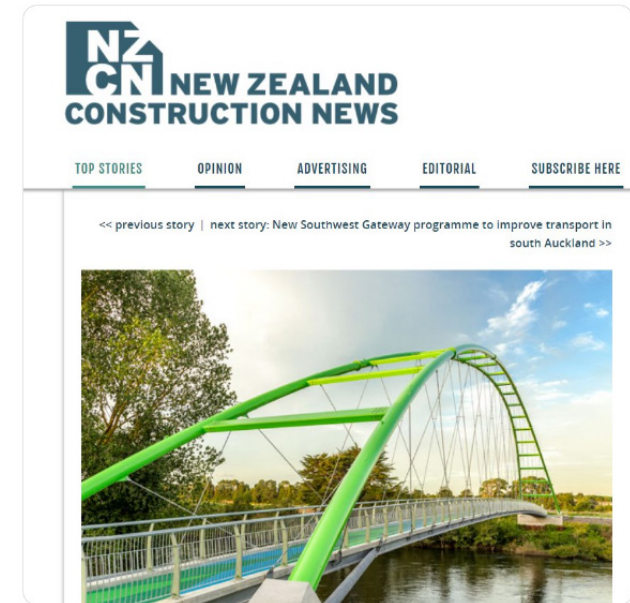 NZ
CN NEW ZEALAND
CONSTRUCTION NEWS
TOP STORIES OPINION ADVERTISING EDITORIAL SUBSCRIBE HERE
<< previous story | next story: New Southwest Gateway programme to improve transport in
south Auckland >>